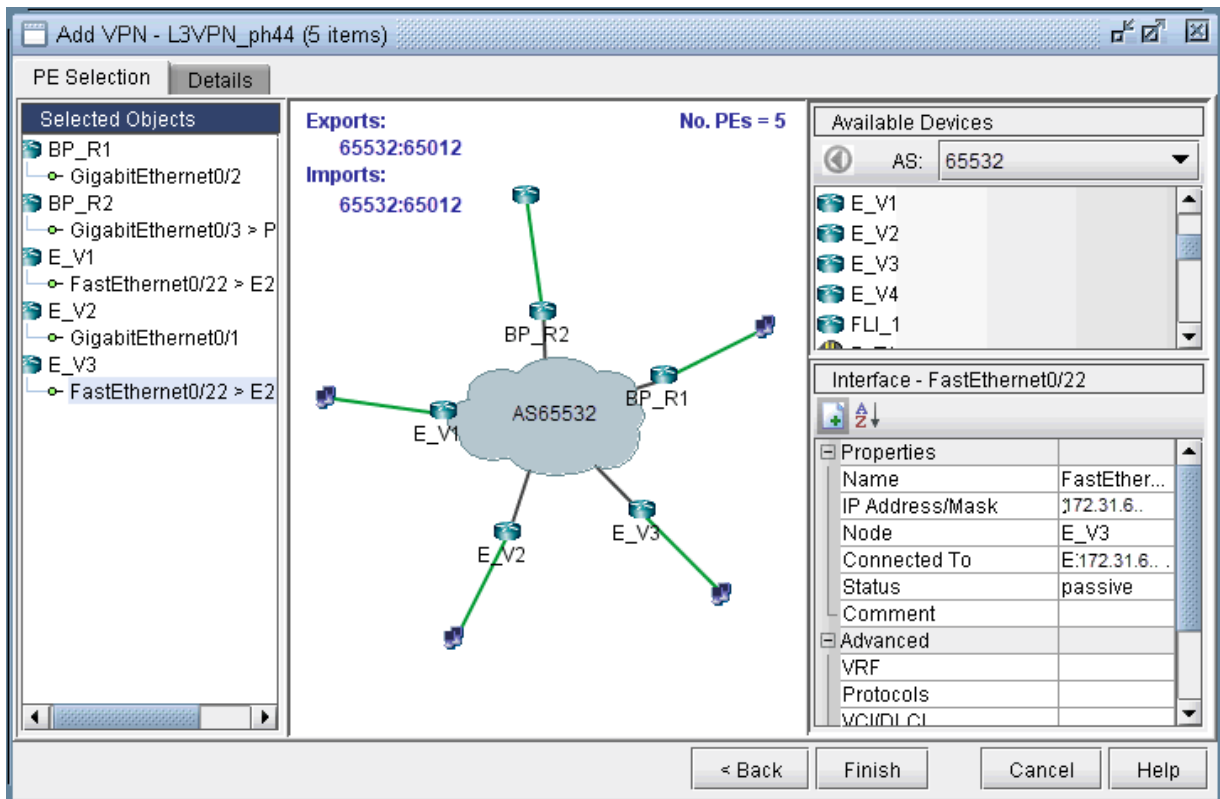 Add VPN - L3VPN_ph44 (5 items)
PE Selection
Details
Selected Objects
BP_R1
GigabitEthernet0/2
BP_R2
GigabitEthernet0/3 > P
E_V1
FastEthernet0/22 > E2
E_V2
GigabitEthernet0/1
E_V3
FastEthernet0/22 > E2
Exports:
65532:65012
Imports:
65532:65012
No. PEs = 5
BP_R2
BP_R1
AS65532
E_V1
E_V3
E_V2
Available Devices
AS: 65532
E_V1
E_V2
E_V3
E_V4
FLI_1
Interface - FastEthernet0/22
Properties
Name FastEther...
IP Address/Mask 172.31.6..
Node E_V3
Connected To E:172.31.6.. .
Status passive
Comment
Advanced
VRF
Protocols
VCI/DLCI
< Back
Finish
Cancel
Help